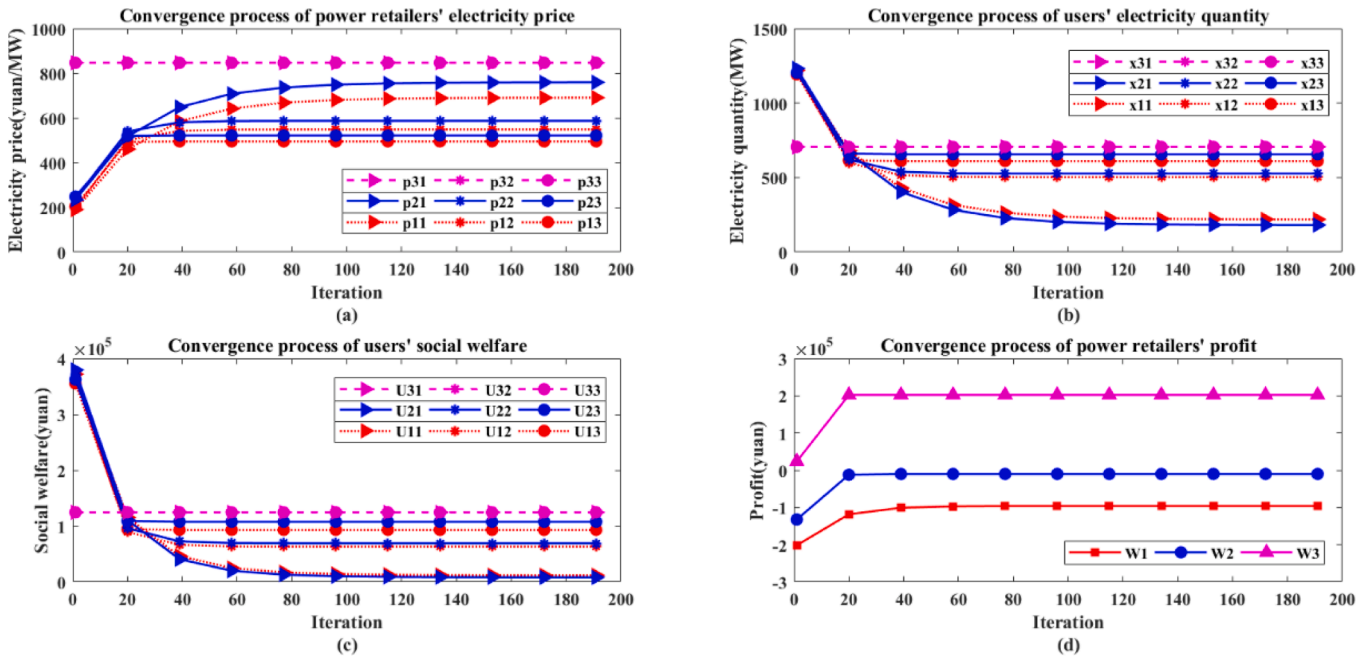 Convergence process of power retailers' electricity price
1000
800
600
400
200
0
Electricity price(yuan/MW)
p31 p32 p33
p21 p22 p23
p11 p12 p13
0 20 40 60 80 100 120 140 160 180 200
Iteration
(a)
Convergence process of users' electricity quantity
1500
1000
500
0
Electricity quantity(MW)
x31 x32 x33
x21 x22 x23
x11 x12 x13
0 20 40 60 80 100 120 140 160 180 200
Iteration
(b)
×10⁵
Convergence process of users' social welfare
4
3
2
1
0
Social welfare(yuan)
U31 U32 U33
U21 U22 U23
U11 U12 U13
0 20 40 60 80 100 120 140 160 180 200
Iteration
(c)
×10⁵
Convergence process of power retailers' profit
3
2
1
0
-1
-2
-3
Profit(yuan)
W1 W2 W3
0 20 40 60 80 100 120 140 160 180 200
Iteration
(d)